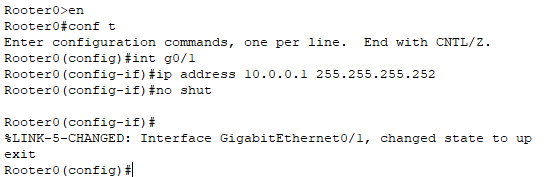 Rooter0>en
Rooter0#conf t
Enter configuration commands, one per line.  End with CNTL/Z.
Rooter0(config)#int g0/1
Rooter0(config-if)#ip address 10.0.0.1 255.255.255.252
Rooter0(config-if)#no shut
Rooter0(config-if)#
%LINK-5-CHANGED: Interface GigabitEthernet0/1, changed state to up
exit
Rooter0(config)#